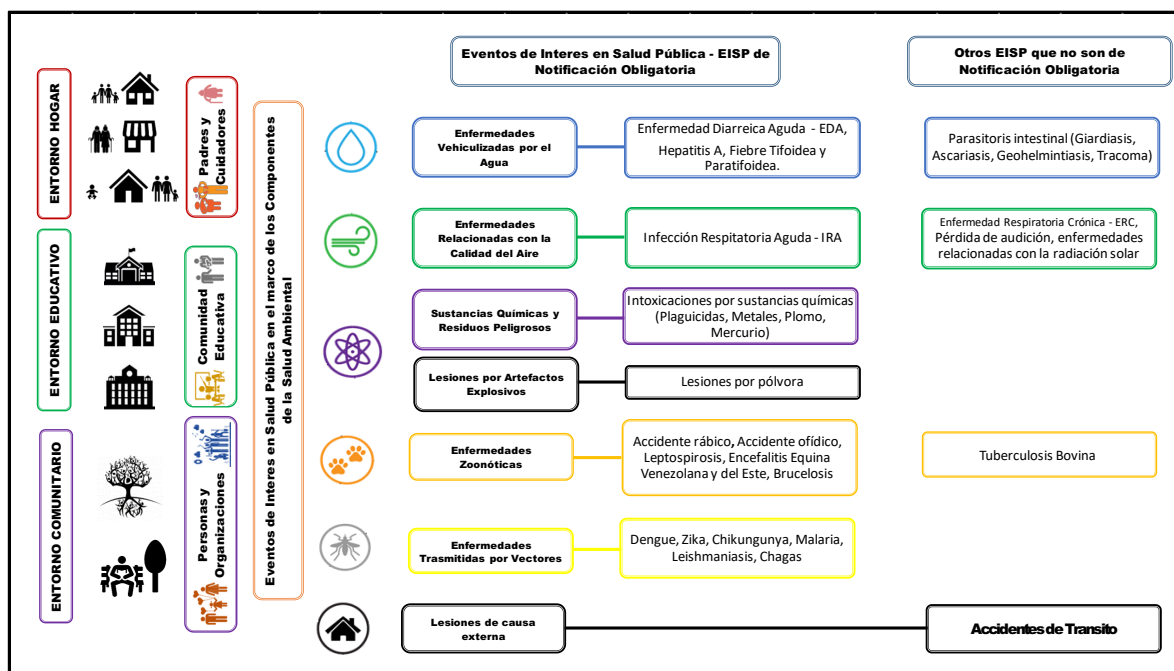 Eventos de Interes en Salud Pública - EISP de
Notificación Obligatoria
Otros EISP que no son de
Notificación Obligatoria
ENTORNO HOGAR
Padres y
Cuidadores
ENTORNO EDUCATIVO
Comunidad
Educativa
ENTORNO COMUNITARIO
Personas y
Organizaciones
Eventos de Interes en Salud Pública en el marco de los Componentes
de la Salud Ambiental
Enfermedades
Vehiculizadas por el
Agua
Enfermedad Diarreica Aguda - EDA,
Hepatitis A, Fiebre Tifoidea y
Paratifoidea.
Parasitoris intestinal (Giardiasis,
Ascariasis, Geohelmintiasis, Tracoma)
Enfermedades
Relacionadas con la
Calidad del Aire
Infección Respitatoria Aguda - IRA
Enfermedad Respiratoria Crónica - ERC,
Pérdida de audición, enfermedades
relacionadas con la radiación solar
Sustancias Químicas y
Residuos Peligrosos
Intoxicaciones por sustancias químicas
(Plaguicidas, Metales, Plomo,
Mercurio)
Lesiones por Artefactos
Explosivos
Lesiones por pólvora
Enfermedades
Zoonóticas
Accidente rábico, Accidente ofídico,
Leptospirosis, Encefalitis Equina
Venezolana y del Este, Brucelosis
Tuberculosis Bovina
Enfermedades
Trasmitidas por Vectores
Dengue, Zika, Chikungunya, Malaria,
Leishmaniasis, Chagas
Lesiones de causa
externa
Accidentes de Transito